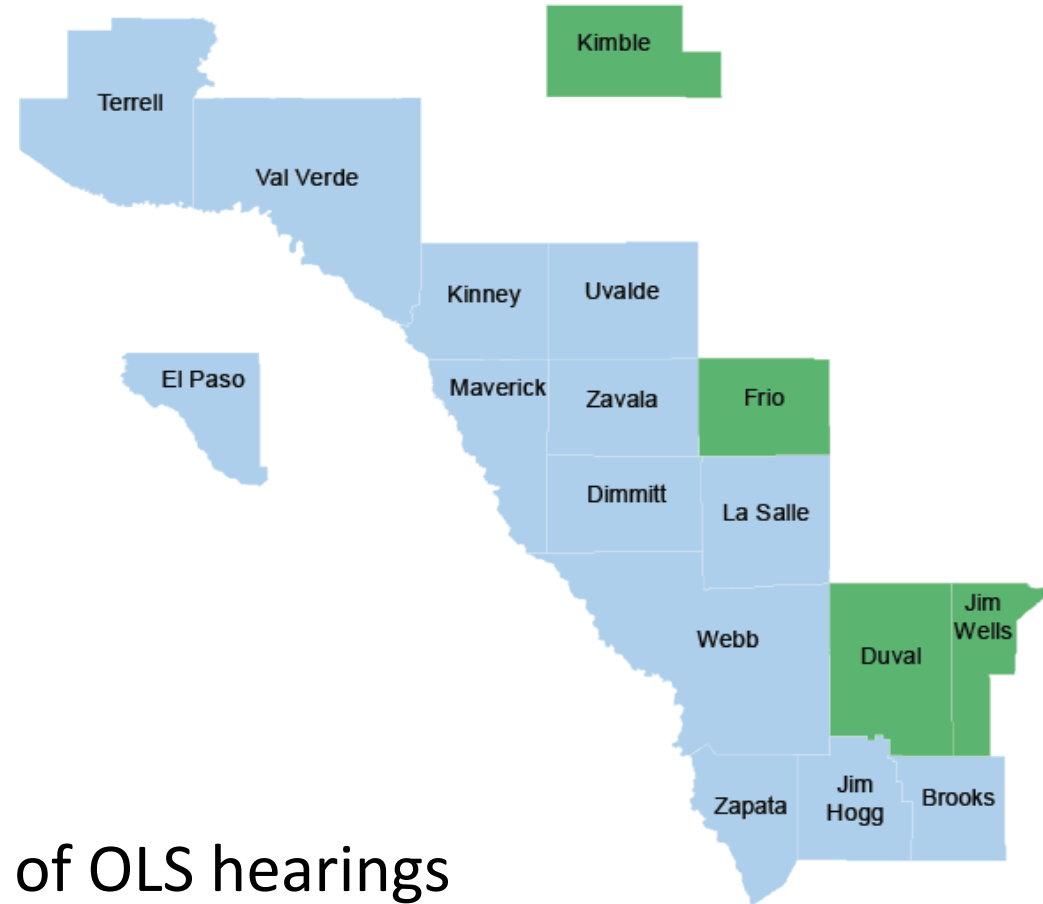 Kimble
Terrell
Val Verde
Kinney
Uvalde
El Paso
Maverick
Zavala
Frio
Dimmitt
La Salle
Jim
Wells
Webb
Duval
Jim
Hogg
Zapata
Brooks
of OLS hearings